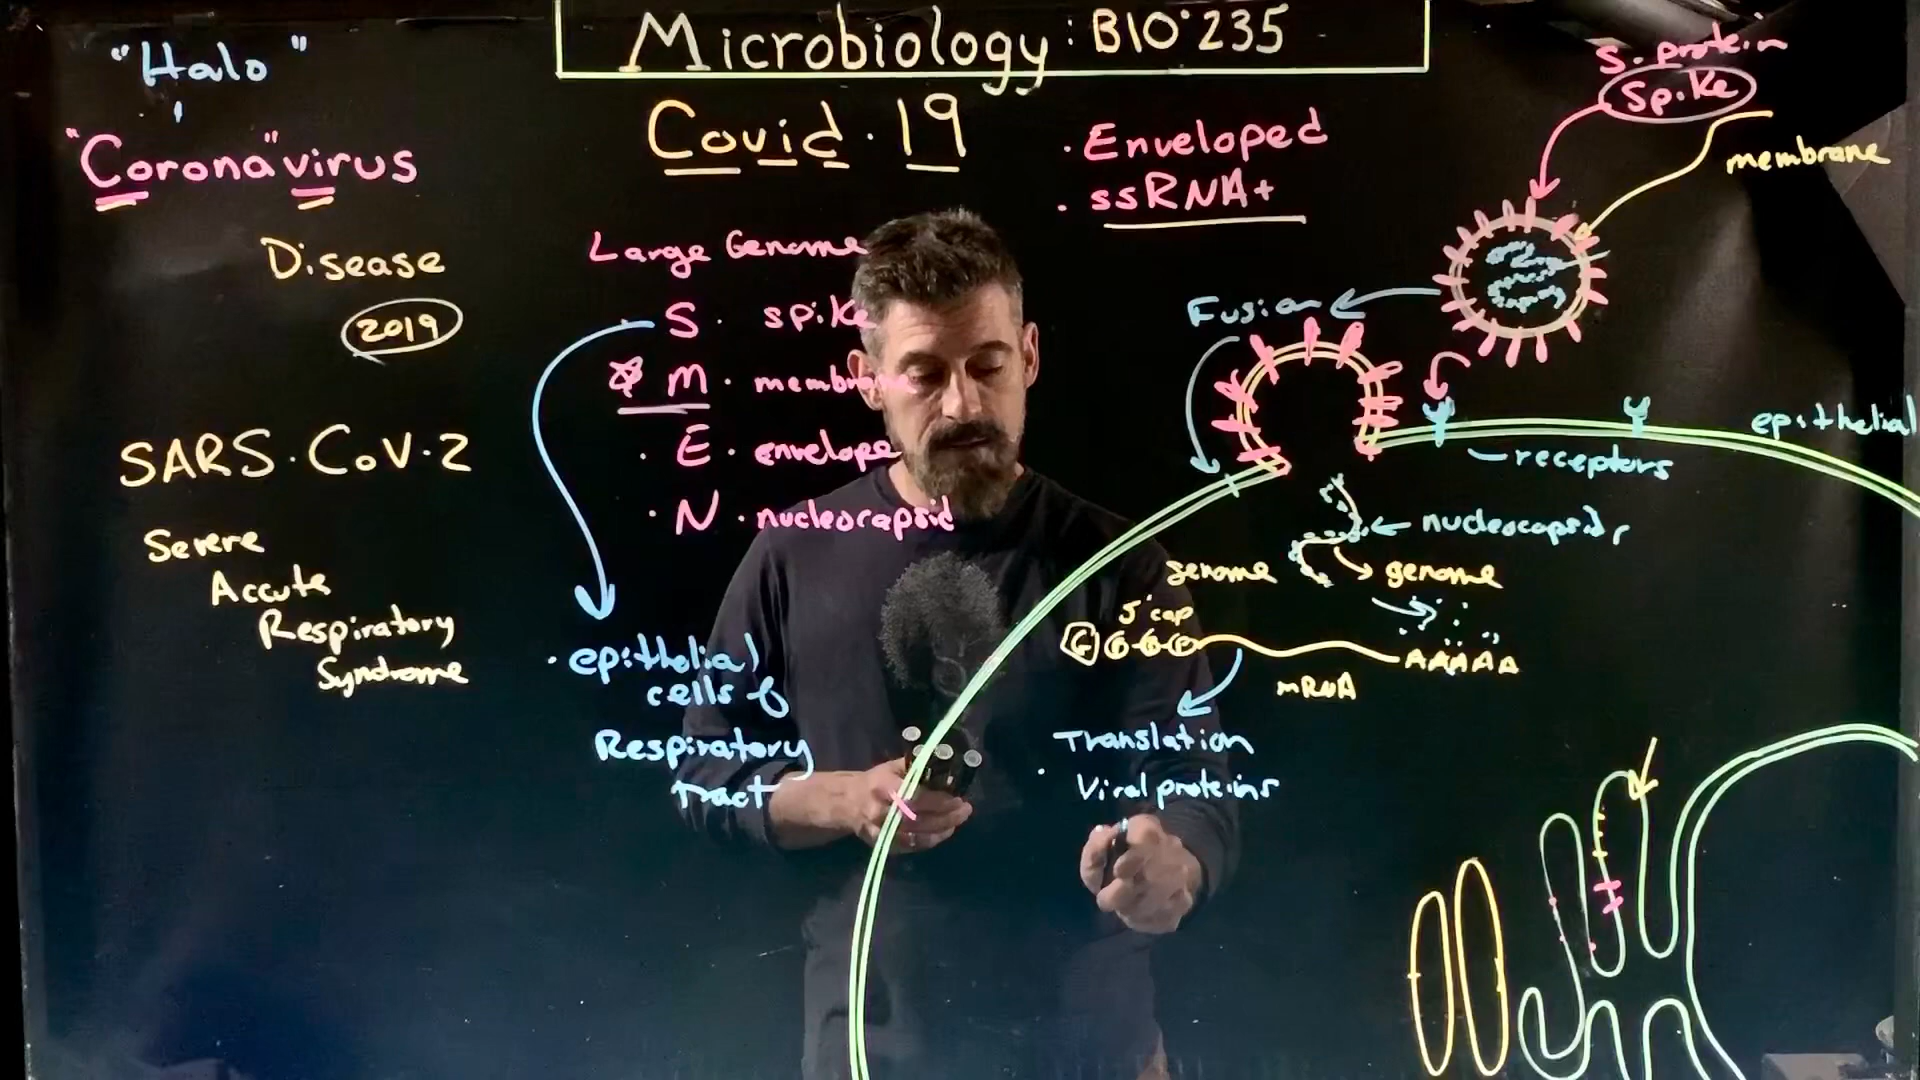 Microbiology: BIO 235
"Halo"
"Corona"virus
Disease
2019
SARS·CoV·2
Severe
Accute
Respiratory
Syndrome
Covid·19
Large Genome
S· spike
M· membrane
· E· envelope
· N· nucleocapsid
· epithelial
cells of
Respiratory
tract
· Enveloped
· ssRNA+
S. protein
Spike
membrane
Fusion
epithelial
receptors
nucleocapsids
genome
genome
5' cap
G
AAAAA
mRNA
Translation
· Viral proteins